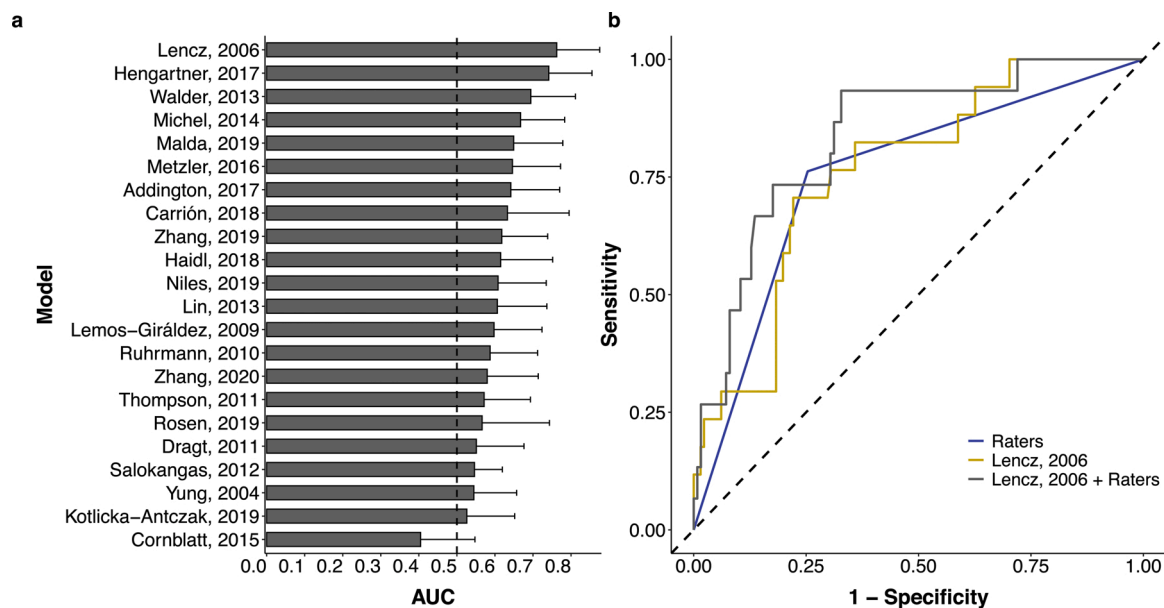 a
Model
Lencz, 2006
Hengartner, 2017
Walder, 2013
Michel, 2014
Malda, 2019
Metzler, 2016
Addington, 2017
Carrión, 2018
Zhang, 2019
Haidl, 2018
Niles, 2019
Lin, 2013
Lemos−Giráldez, 2009
Ruhrmann, 2010
Zhang, 2020
Thompson, 2011
Rosen, 2019
Dragt, 2011
Salokangas, 2012
Yung, 2004
Kotlicka−Antczak, 2019
Cornblatt, 2015
0.0 0.1 0.2 0.3 0.4 0.5 0.6 0.7 0.8
AUC
b
Sensitivity
1.00
0.75
0.50
0.25
0.00
Raters
Lencz, 2006
Lencz, 2006 + Raters
0.00 0.25 0.50 0.75 1.00
1 − Specificity